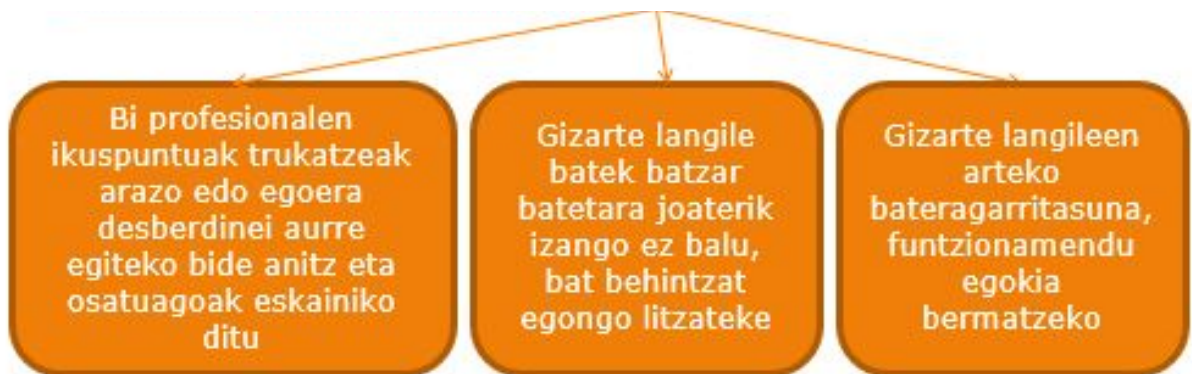 Bi profesionalen
ikuspuntuak trukatzeak
arazo edo egoera
desberdinei aurre
egiteko bide anitz eta
osatuagoak eskainiko
ditu
Gizarte langile
batek batzar
batetara joaterik
izango ez balu,
bat behintzat
egongo litzateke
Gizarte langileen
arteko
bateragarritasuna,
funtzionamendu
egokia
bermatzeko